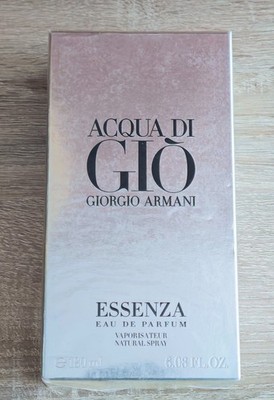 ACQUA DI
GIÒ
GIORGIO ARMANI
ESSENZA
EAU DE PARFUM
VAPORISATEUR
NATURAL SPRAY
6.08 FL. OZ.